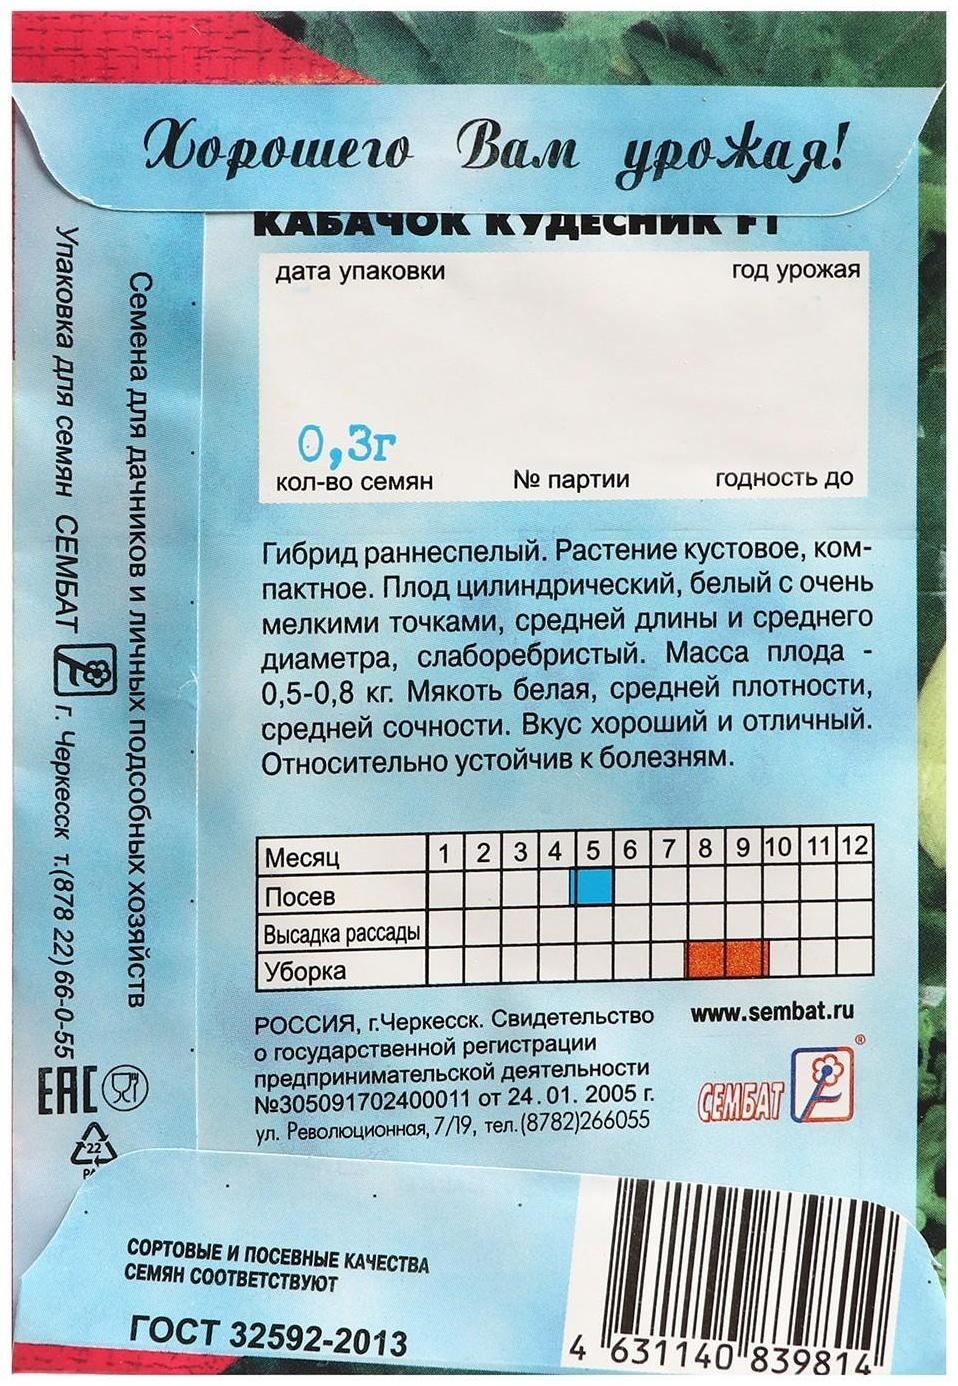 Хорошего Вам урожая!
КАБАЧОК КУДЕСНИК F1
дата упаковки год урожая
0,3г
кол-во семян № партии годность до
Гибрид раннеспелый. Растение кустовое, ком-
пактное. Плод цилиндрический, белый с очень
мелкими точками, средней длины и среднего
диаметра, слаборебристый. Масса плода -
0,5-0,8 кг. Мякоть белая, средней плотности,
средней сочности. Вкус хороший и отличный.
Относительно устойчив к болезням.
Месяц 1 2 3 4 5 6 7 8 9 10 11 12
Посев
Высадка рассады
Уборка
РОССИЯ, г.Черкесск. Свидетельство
о государственной регистрации
предпринимательской деятельности
№305091702400011 от 24.01. 2005 г.
ул. Революционная, 7/19, тел.(8782)266055
www.sembat.ru
СЕМБАТ ®
Семена для дачников и личных подсобных хозяйств
Упаковка для семян СЕМБАТ г. Черкесск т.(878 22) 66-0-55
EAC
22
СОРТОВЫЕ И ПОСЕВНЫЕ КАЧЕСТВА
СЕМЯН СООТВЕТСТВУЮТ
ГОСТ 32592-2013
4 631140 839814